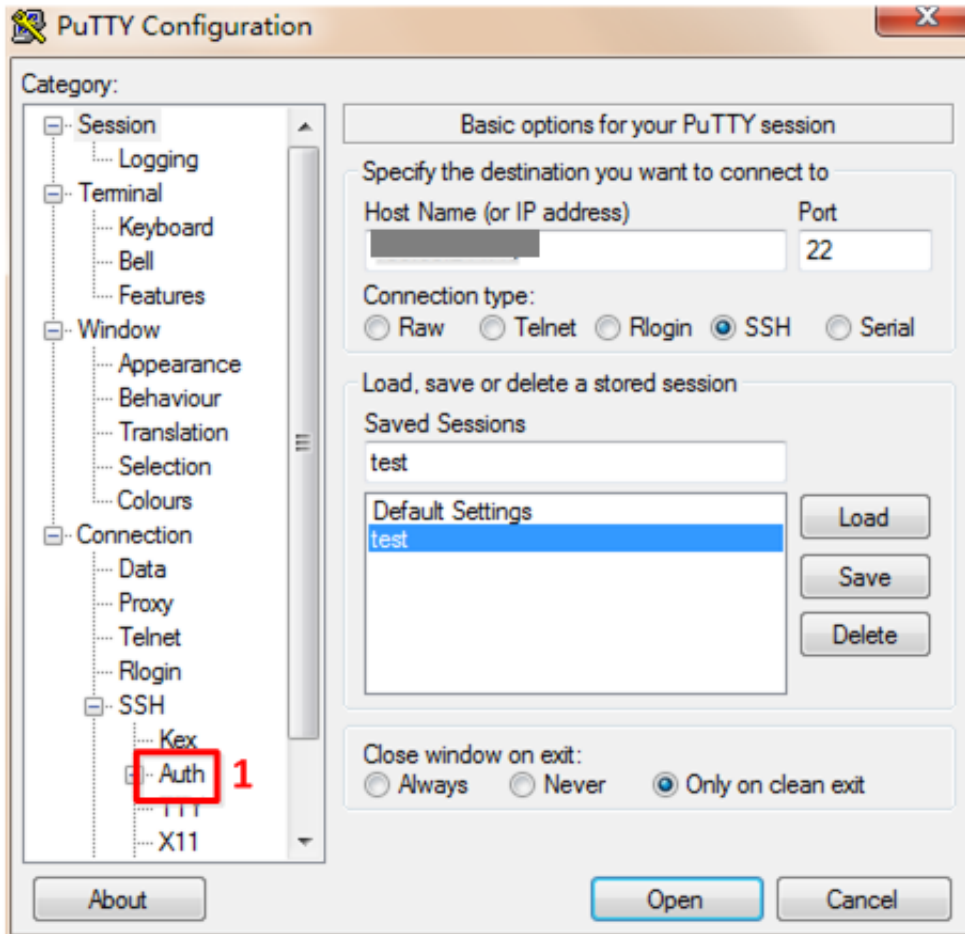 PuTTY Configuration
x
Category:
Session
Logging
Terminal
Keyboard
Bell
Features
Window
Appearance
Behaviour
Translation
Selection
Colours
Connection
Data
Proxy
Telnet
Rlogin
SSH
Kex
Auth 1
TTY
X11
Basic options for your PuTTY session
Specify the destination you want to connect to
Host Name (or IP address) Port
22
Connection type:
Raw Telnet Rlogin SSH Serial
Load, save or delete a stored session
Saved Sessions
test
Default Settings
test
Load
Save
Delete
Close window on exit:
Always Never Only on clean exit
About Open Cancel